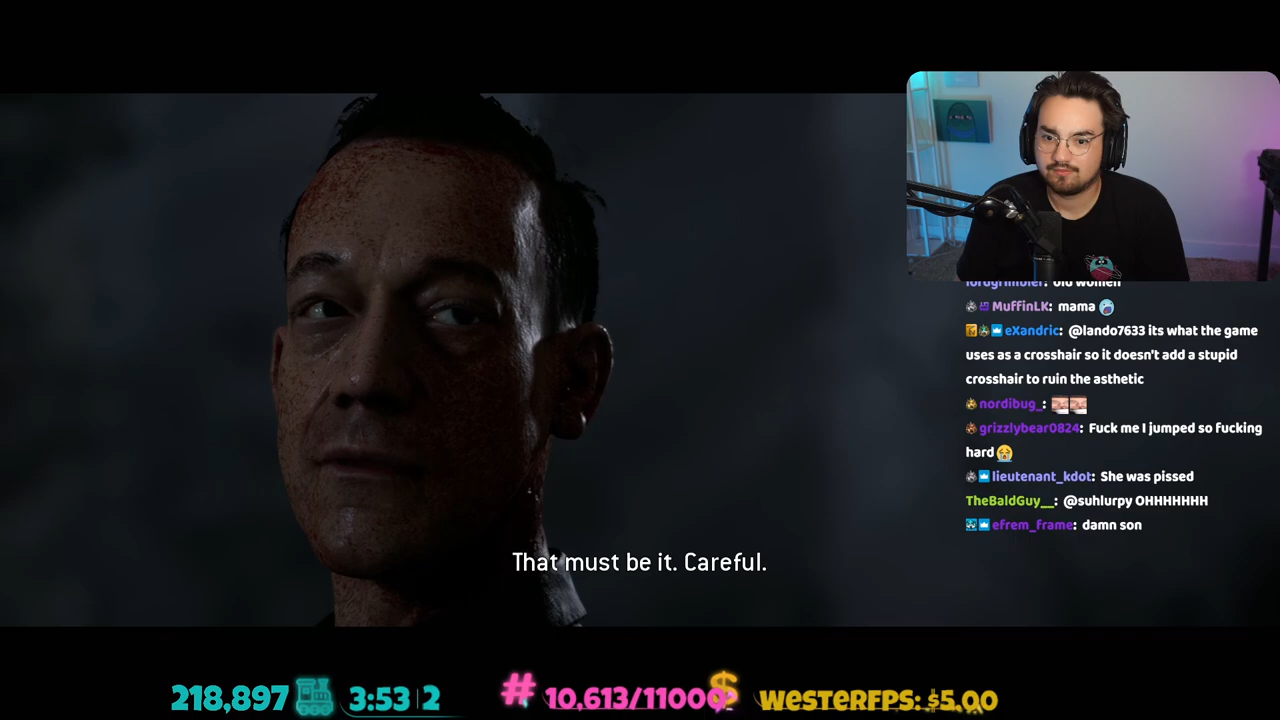 MuffinLK: mama
eXandric: @lando7633 its what the game
uses as a crosshair so it doesn't add a stupid
crosshair to ruin the asthetic
nordibug_:
grizzlybear0824: Fuck me I jumped so fucking
hard
lieutenant_kdot: She was pissed
TheBaldGuy__: @suhlurpy OHHHHHHH
efrem_frame: damn son
That must be it. Careful.
218,897 3:53 2 # 10,613/11000 $ WESTERFPS: $5.00